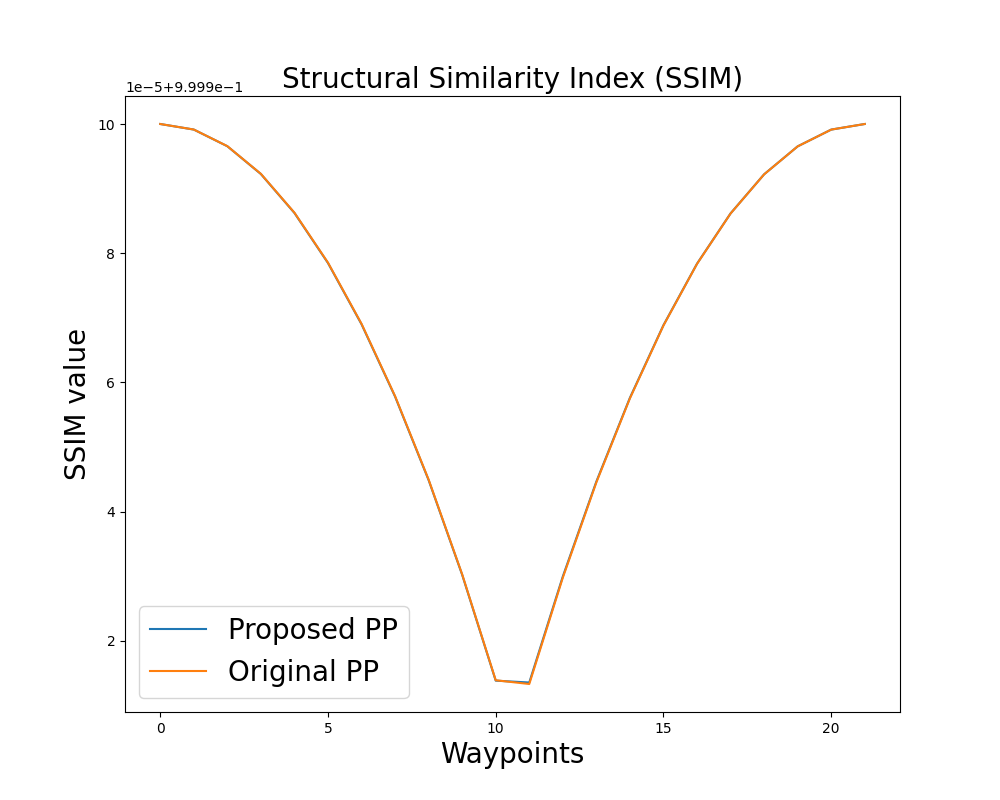 Structural Similarity Index (SSIM)
1e−5+9.999e−1
10
8
6
4
2
SSIM value
Proposed PP
Original PP
0 5 10 15 20
Waypoints